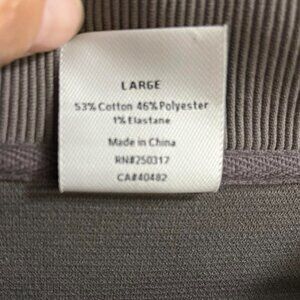 LARGE
53% Cotton 46% Polyester
1% Elastane
Made in China
RN#250317
CA#40482